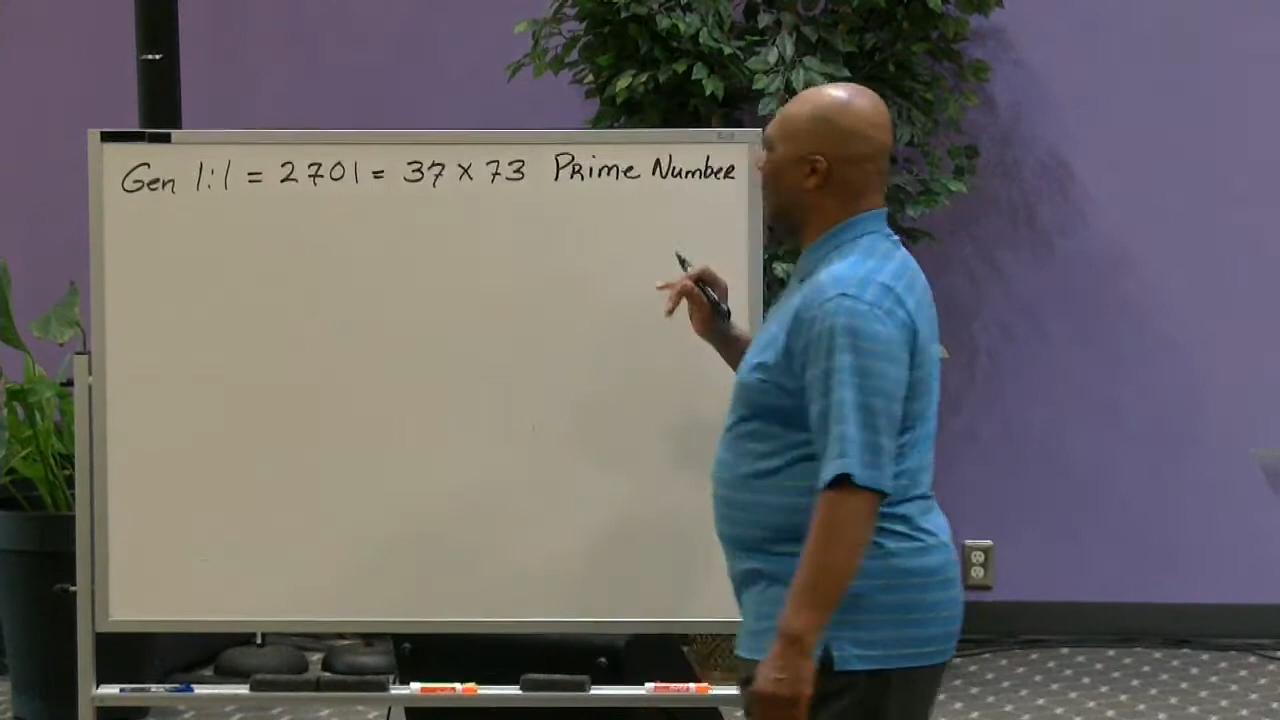 Gen 1:1 = 2701 = 37 x 73 Prime Number